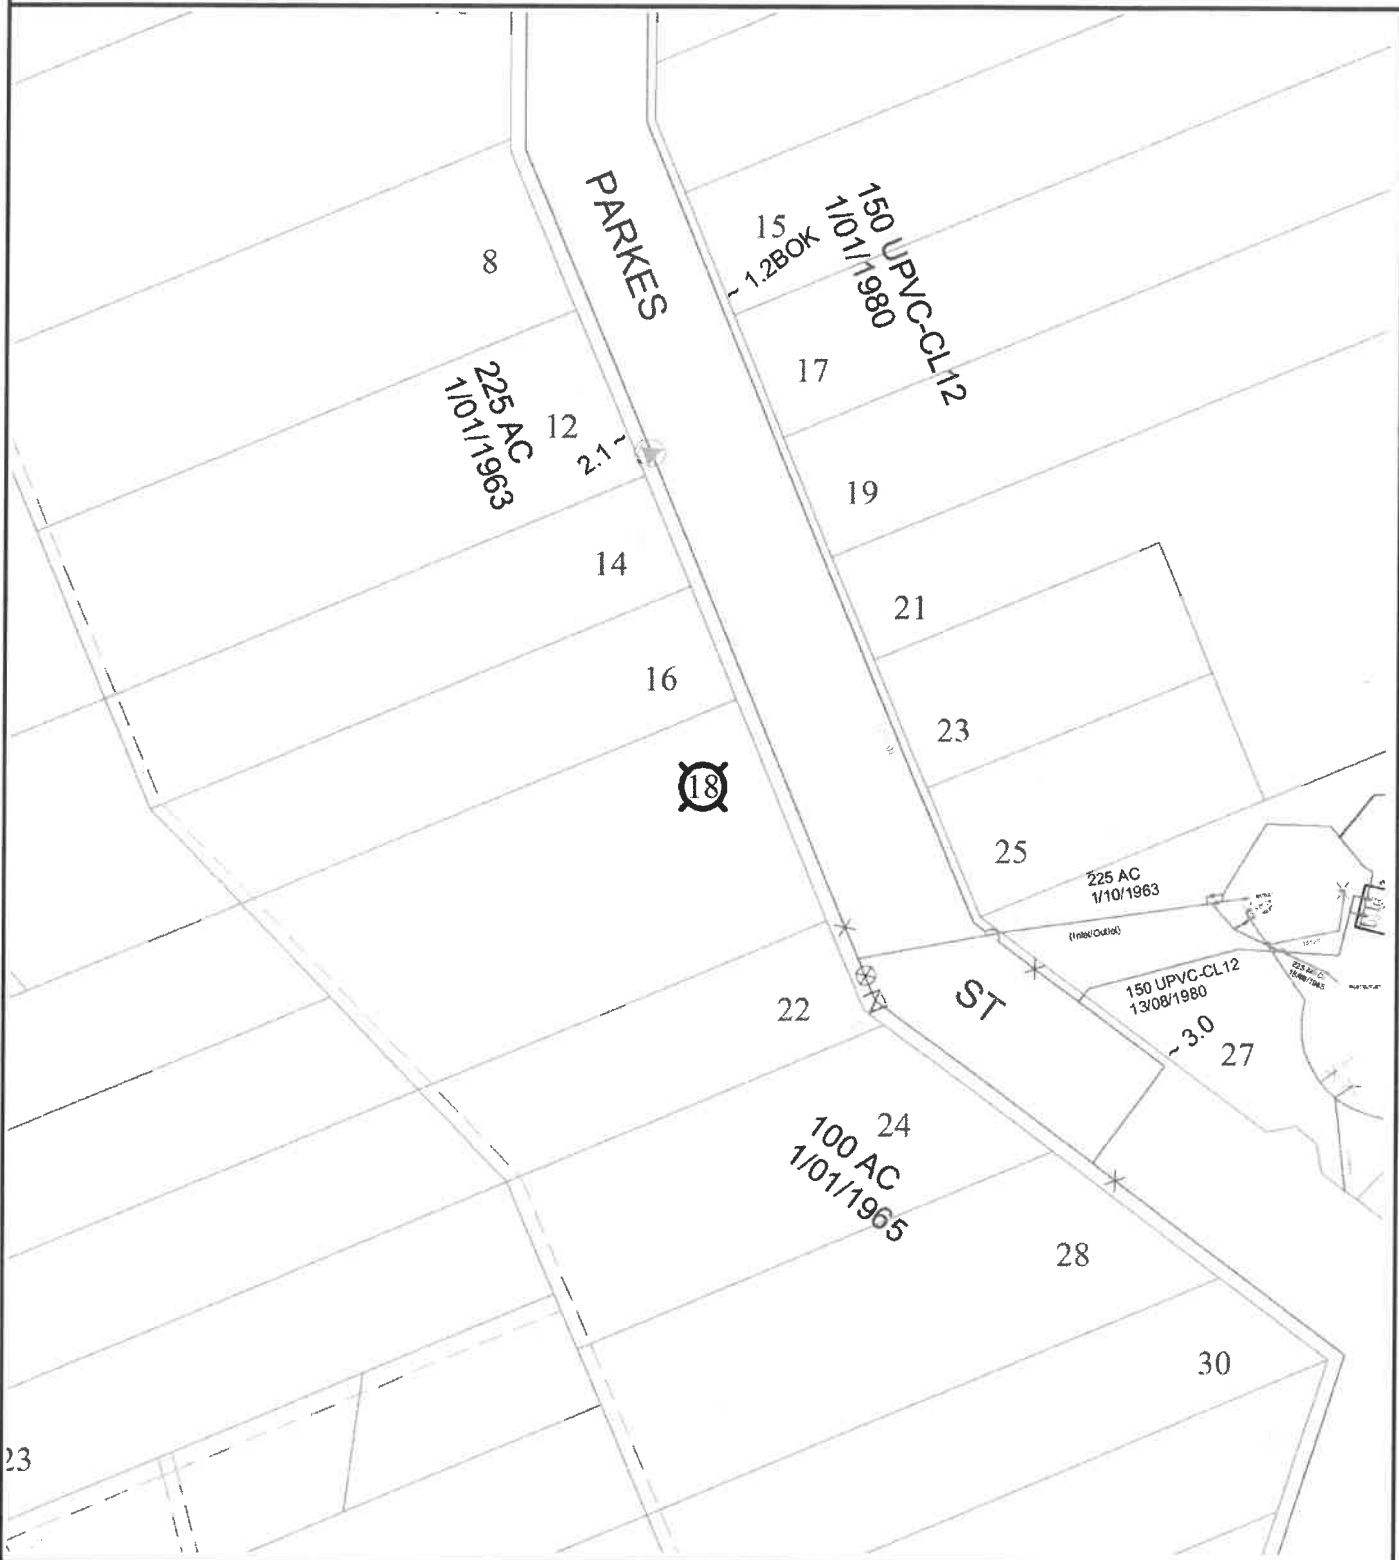 PARKES
15
~ 1.2BOK
150 UPVC-CL12
1/01/1980
8
17
225 AC
1/01/1963
12
2.1 ~
19
14
21
16
23
18
25
225 AC
1/10/1963
(Inlet/Outlet)
ST
150 UPVC-CL12
13/08/1980
~ 3.0
27
22
24
100 AC
1/01/1965
28
30
23